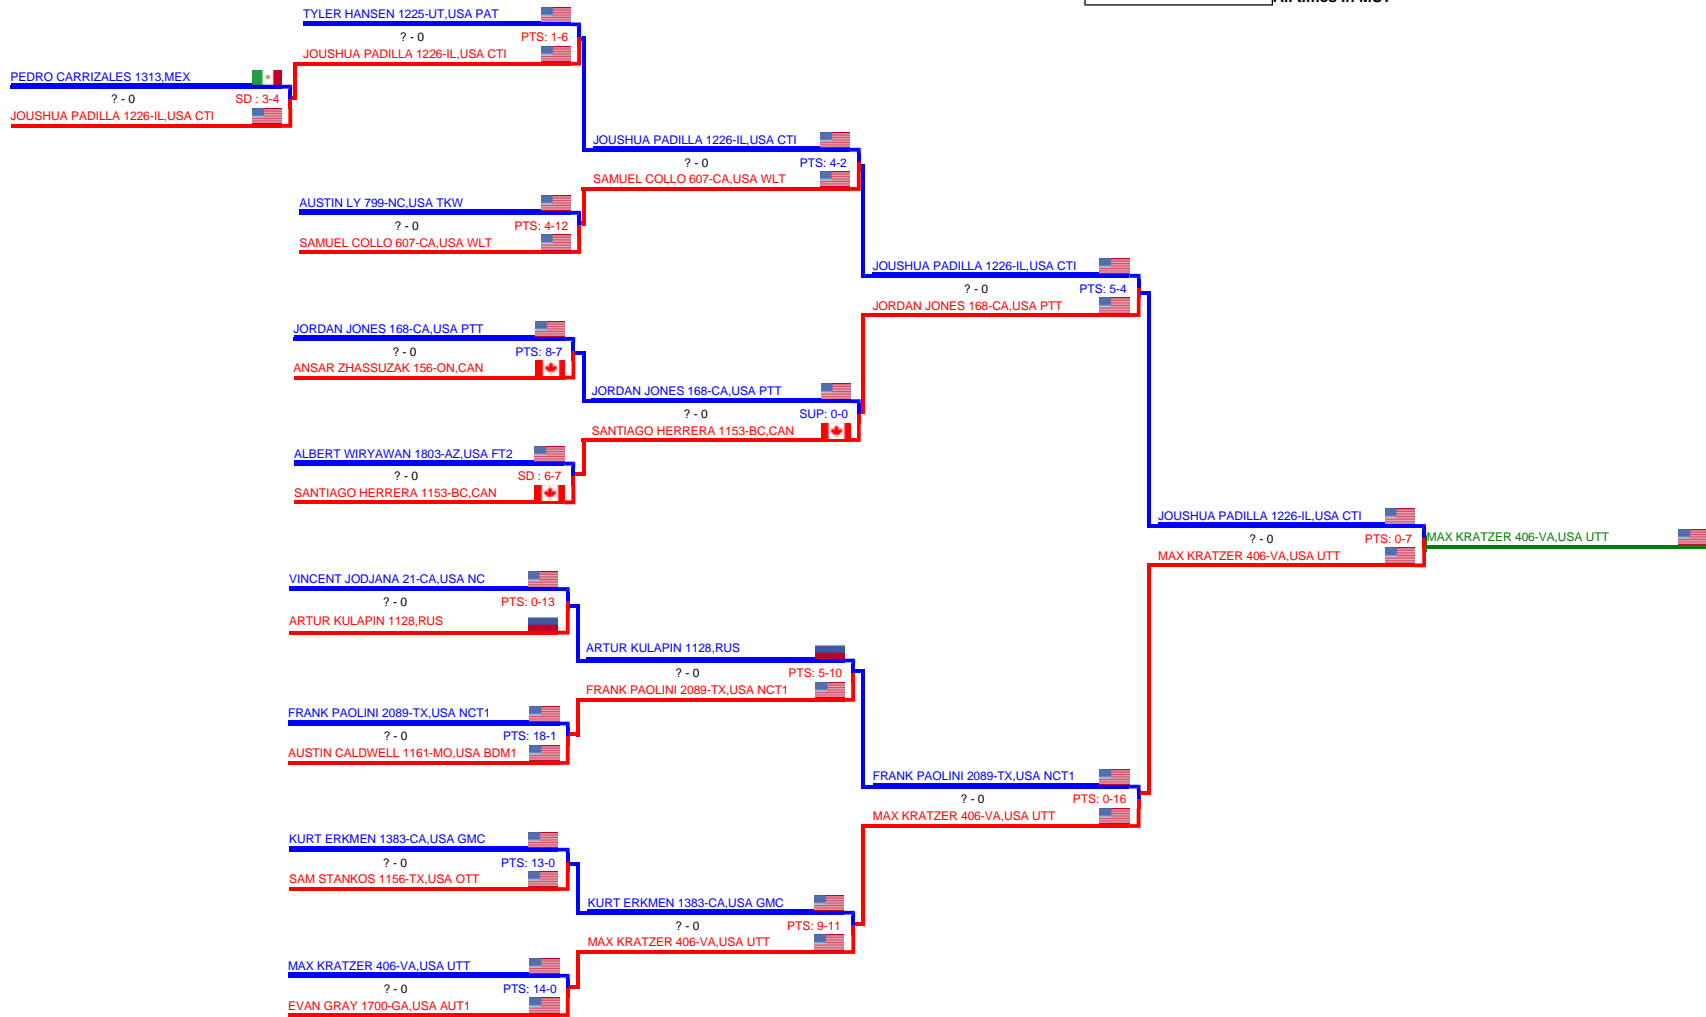 TYLER HANSEN 1225-UT,USA PAT
? - 0 PTS: 1-6
JOUSHUA PADILLA 1226-IL,USA CTI
PEDRO CARRIZALES 1313,MEX
? - 0 SD : 3-4
JOUSHUA PADILLA 1226-IL,USA CTI
JOUSHUA PADILLA 1226-IL,USA CTI
? - 0 PTS: 4-2
SAMUEL COLLO 607-CA,USA WLT
AUSTIN LY 799-NC,USA TKW
? - 0 PTS: 4-12
SAMUEL COLLO 607-CA,USA WLT
JOUSHUA PADILLA 1226-IL,USA CTI
? - 0 PTS: 5-4
JORDAN JONES 168-CA,USA PTT
JORDAN JONES 168-CA,USA PTT
? - 0 PTS: 8-7
ANSAR ZHASSUZAK 156-ON,CAN
JORDAN JONES 168-CA,USA PTT
? - 0 SUP: 0-0
SANTIAGO HERRERA 1153-BC,CAN
ALBERT WIRYAWAN 1803-AZ,USA FT2
? - 0 SD : 6-7
SANTIAGO HERRERA 1153-BC,CAN
JOUSHUA PADILLA 1226-IL,USA CTI
? - 0 PTS: 0-7
MAX KRATZER 406-VA,USA UTT
MAX KRATZER 406-VA,USA UTT
VINCENT JODJANA 21-CA,USA NC
? - 0 PTS: 0-13
ARTUR KULAPIN 1128,RUS
ARTUR KULAPIN 1128,RUS
? - 0 PTS: 5-10
FRANK PAOLINI 2089-TX,USA NCT1
FRANK PAOLINI 2089-TX,USA NCT1
? - 0 PTS: 18-1
AUSTIN CALDWELL 1161-MO,USA BDM1
FRANK PAOLINI 2089-TX,USA NCT1
? - 0 PTS: 0-16
MAX KRATZER 406-VA,USA UTT
KURT ERKMEN 1383-CA,USA GMC
? - 0 PTS: 13-0
SAM STANKOS 1156-TX,USA OTT
KURT ERKMEN 1383-CA,USA GMC
? - 0 PTS: 9-11
MAX KRATZER 406-VA,USA UTT
MAX KRATZER 406-VA,USA UTT
? - 0 PTS: 14-0
EVAN GRAY 1700-GA,USA AUT1